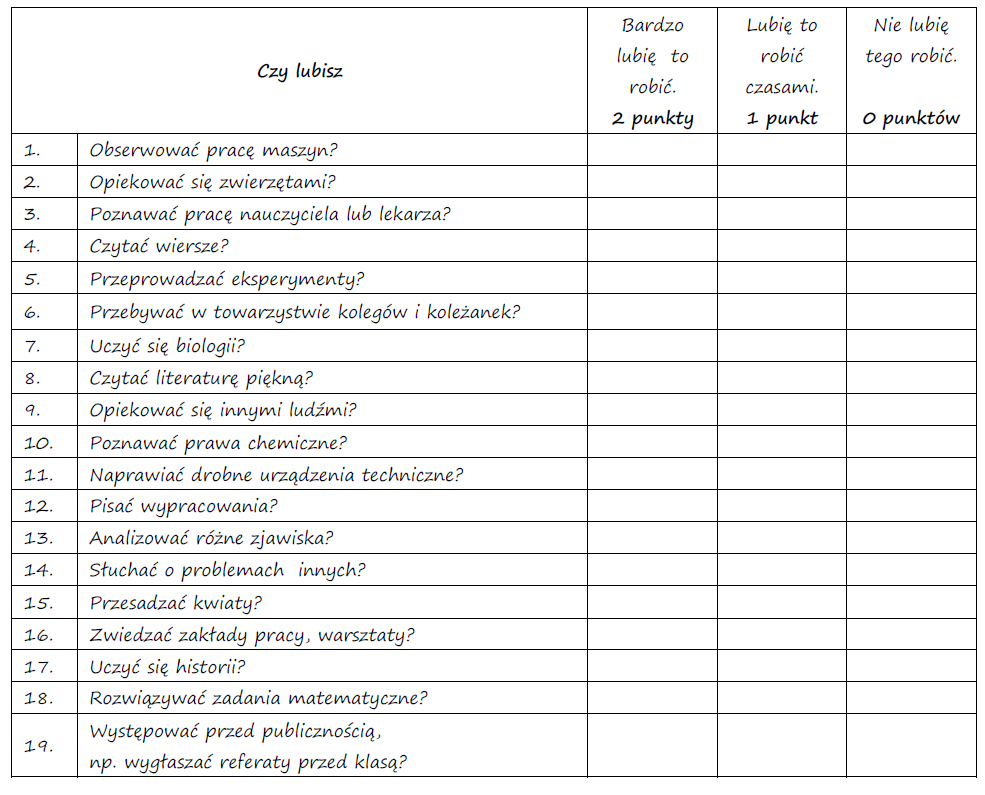 Czy lubisz
Bardzo
lubię to
robić.
2 punkty
Lubię to
robić
czasami.
1 punkt
Nie lubię
tego robić.
0 punktów
1. Obserwować pracę maszyn?
2. Opiekować się zwierzętami?
3. Poznawać pracę nauczyciela lub lekarza?
4. Czytać wiersze?
5. Przeprowadzać eksperymenty?
6. Przebywać w towarzystwie kolegów i koleżanek?
7. Uczyć się biologii?
8. Czytać literaturę piękną?
9. Opiekować się innymi ludźmi?
10. Poznawać prawa chemiczne?
11. Naprawiać drobne urządzenia techniczne?
12. Pisać wypracowania?
13. Analizować różne zjawiska?
14. Słuchać o problemach innych?
15. Przesadzać kwiaty?
16. Zwiedzać zakłady pracy, warsztaty?
17. Uczyć się historii?
18. Rozwiązywać zadania matematyczne?
19. Występować przed publicznością,
np. wygłaszać referaty przed klasą?